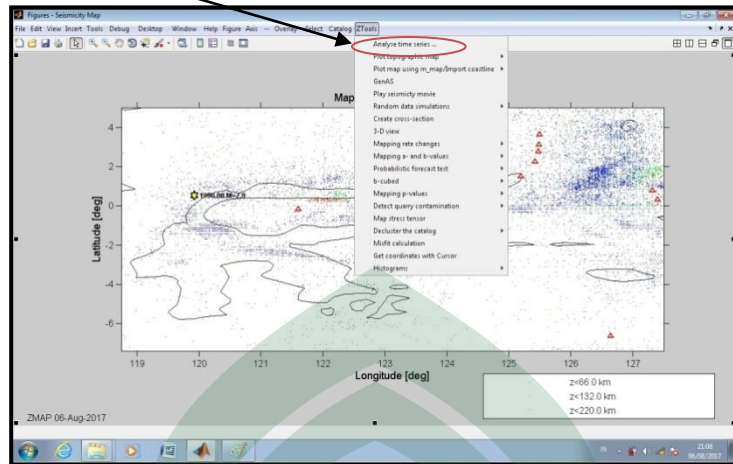 Figures - Seismicity Map
File Edit View Insert Tools Debug Desktop Window Help Figure Axis -- Overlay Select Catalog ZTools
Analyse time series ...
Plot topographic map
Plot map using m_map/Import coastline
GenAS
Play seismicty movie
Random data simulations
Create cross-section
3-D view
Mapping rate changes
Mapping a- and b-values
Probabilistic forecast test
b-cubed
Mapping p-values
Detect quarry contamination
Map stress tensor
Decluster the catalog
Misfit calculation
Get coordinates with Cursor
Histograms
Map
4
2
0
-2
-4
-6
Latitude [deg]
M=7.9
119 120 121 122 123 124 125 126 127
Longitude [deg]
z<66.0 km
z<132.0 km
z<220.0 km
ZMAP 06-Aug-2017
21:08
06/08/2017